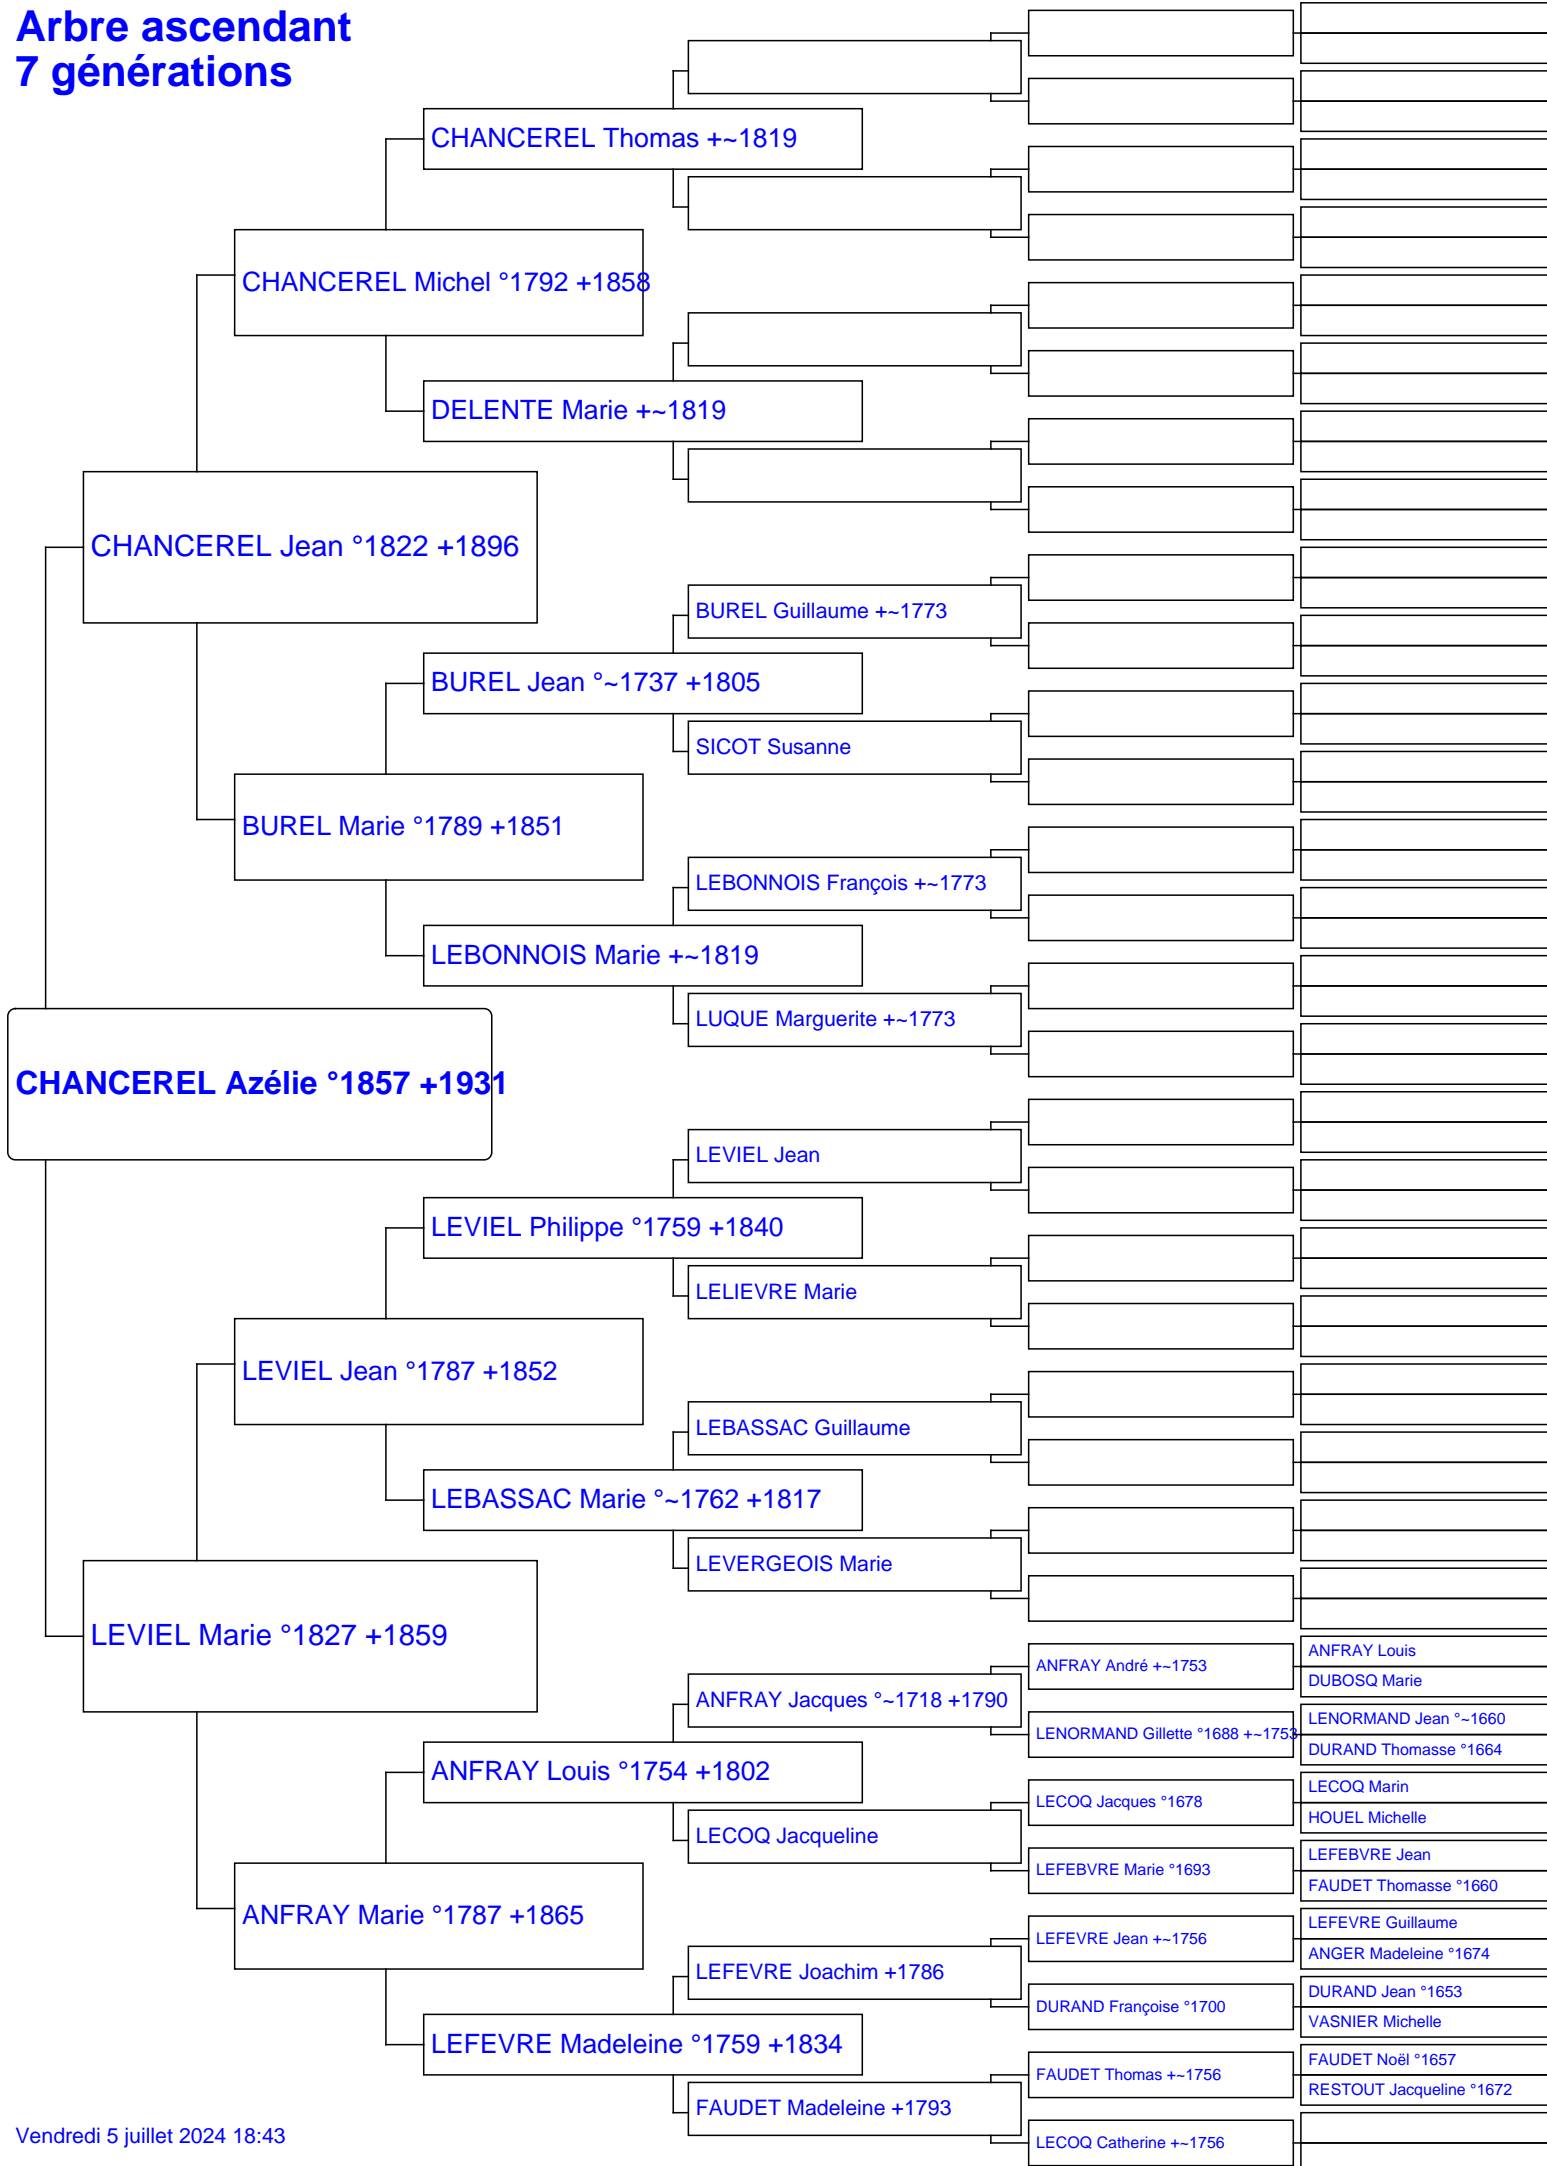 Arbre ascendant
7 générations
CHANCEREL Thomas +~1819
CHANCEREL Michel °1792 +1858
DELENTE Marie +~1819
CHANCEREL Jean °1822 +1896
BUREL Guillaume +~1773
BUREL Jean °~1737 +1805
SICOT Susanne
BUREL Marie °1789 +1851
LEBONNOIS François +~1773
LEBONNOIS Marie +~1819
LUQUE Marguerite +~1773
CHANCEREL Azélie °1857 +1931
LEVIEL Jean
LEVIEL Philippe °1759 +1840
LELIEVRE Marie
LEVIEL Jean °1787 +1852
LEBASSAC Guillaume
LEBASSAC Marie °~1762 +1817
LEVERGEOIS Marie
LEVIEL Marie °1827 +1859
ANFRAY Louis
ANFRAY André +~1753
DUBOSQ Marie
ANFRAY Jacques °~1718 +1790
LENORMAND Jean °~1660
LENORMAND Gillette °1688 +~1753
DURAND Thomasse °1664
ANFRAY Louis °1754 +1802
LECOQ Marin
LECOQ Jacques °1678
HOUEL Michelle
LECOQ Jacqueline
LEFEBVRE Jean
LEFEBVRE Marie °1693
FAUDET Thomasse °1660
ANFRAY Marie °1787 +1865
LEFEVRE Guillaume
LEFEVRE Jean +~1756
ANGER Madeleine °1674
LEFEVRE Joachim +1786
DURAND Jean °1653
DURAND Françoise °1700
VASNIER Michelle
LEFEVRE Madeleine °1759 +1834
FAUDET Noël °1657
FAUDET Thomas +~1756
RESTOUT Jacqueline °1672
FAUDET Madeleine +1793
LECOQ Catherine +~1756
Vendredi 5 juillet 2024 18:43